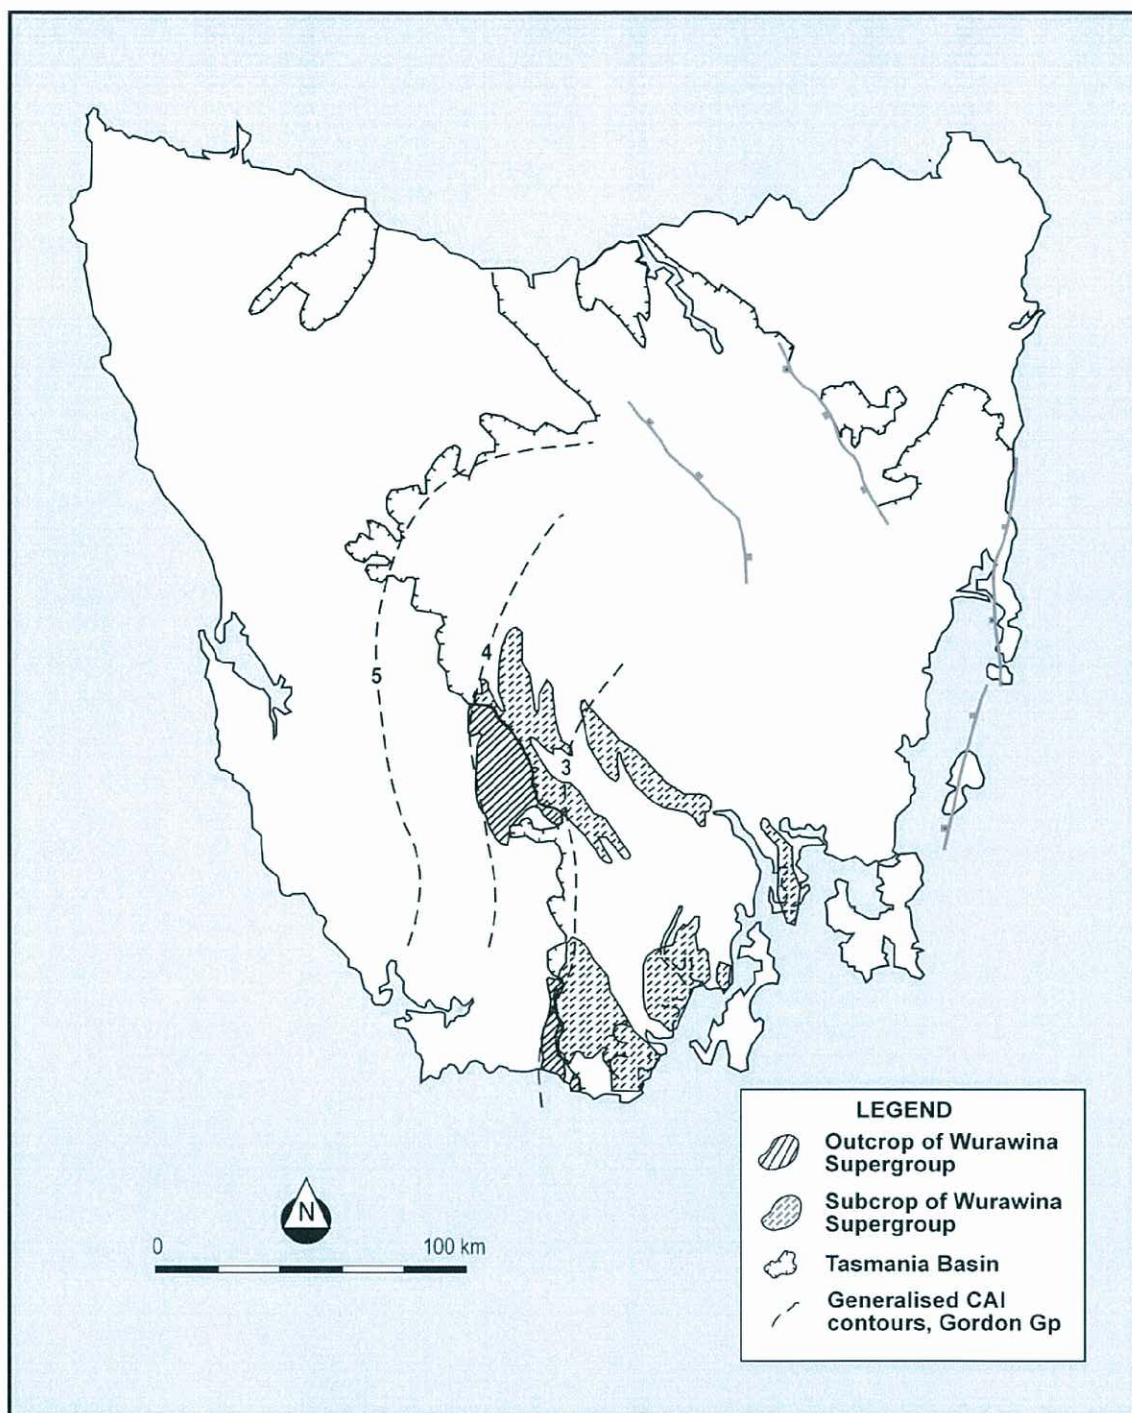 4
5
3
LEGEND
Outcrop of Wurawina
Supergroup
Subcrop of Wurawina
Supergroup
Tasmania Basin
Generalised CAI
contours, Gordon Gp
N
0
100 km